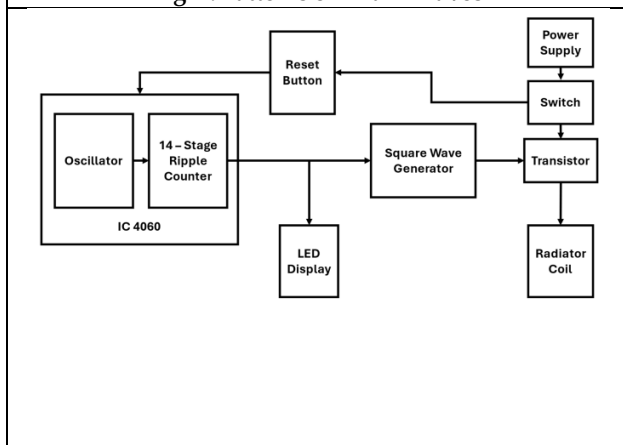 Power
Supply
Reset
Button
Switch
Oscillator
14 – Stage
Ripple
Counter
Square Wave
Generator
Transistor
IC 4060
LED
Display
Radiator
Coil